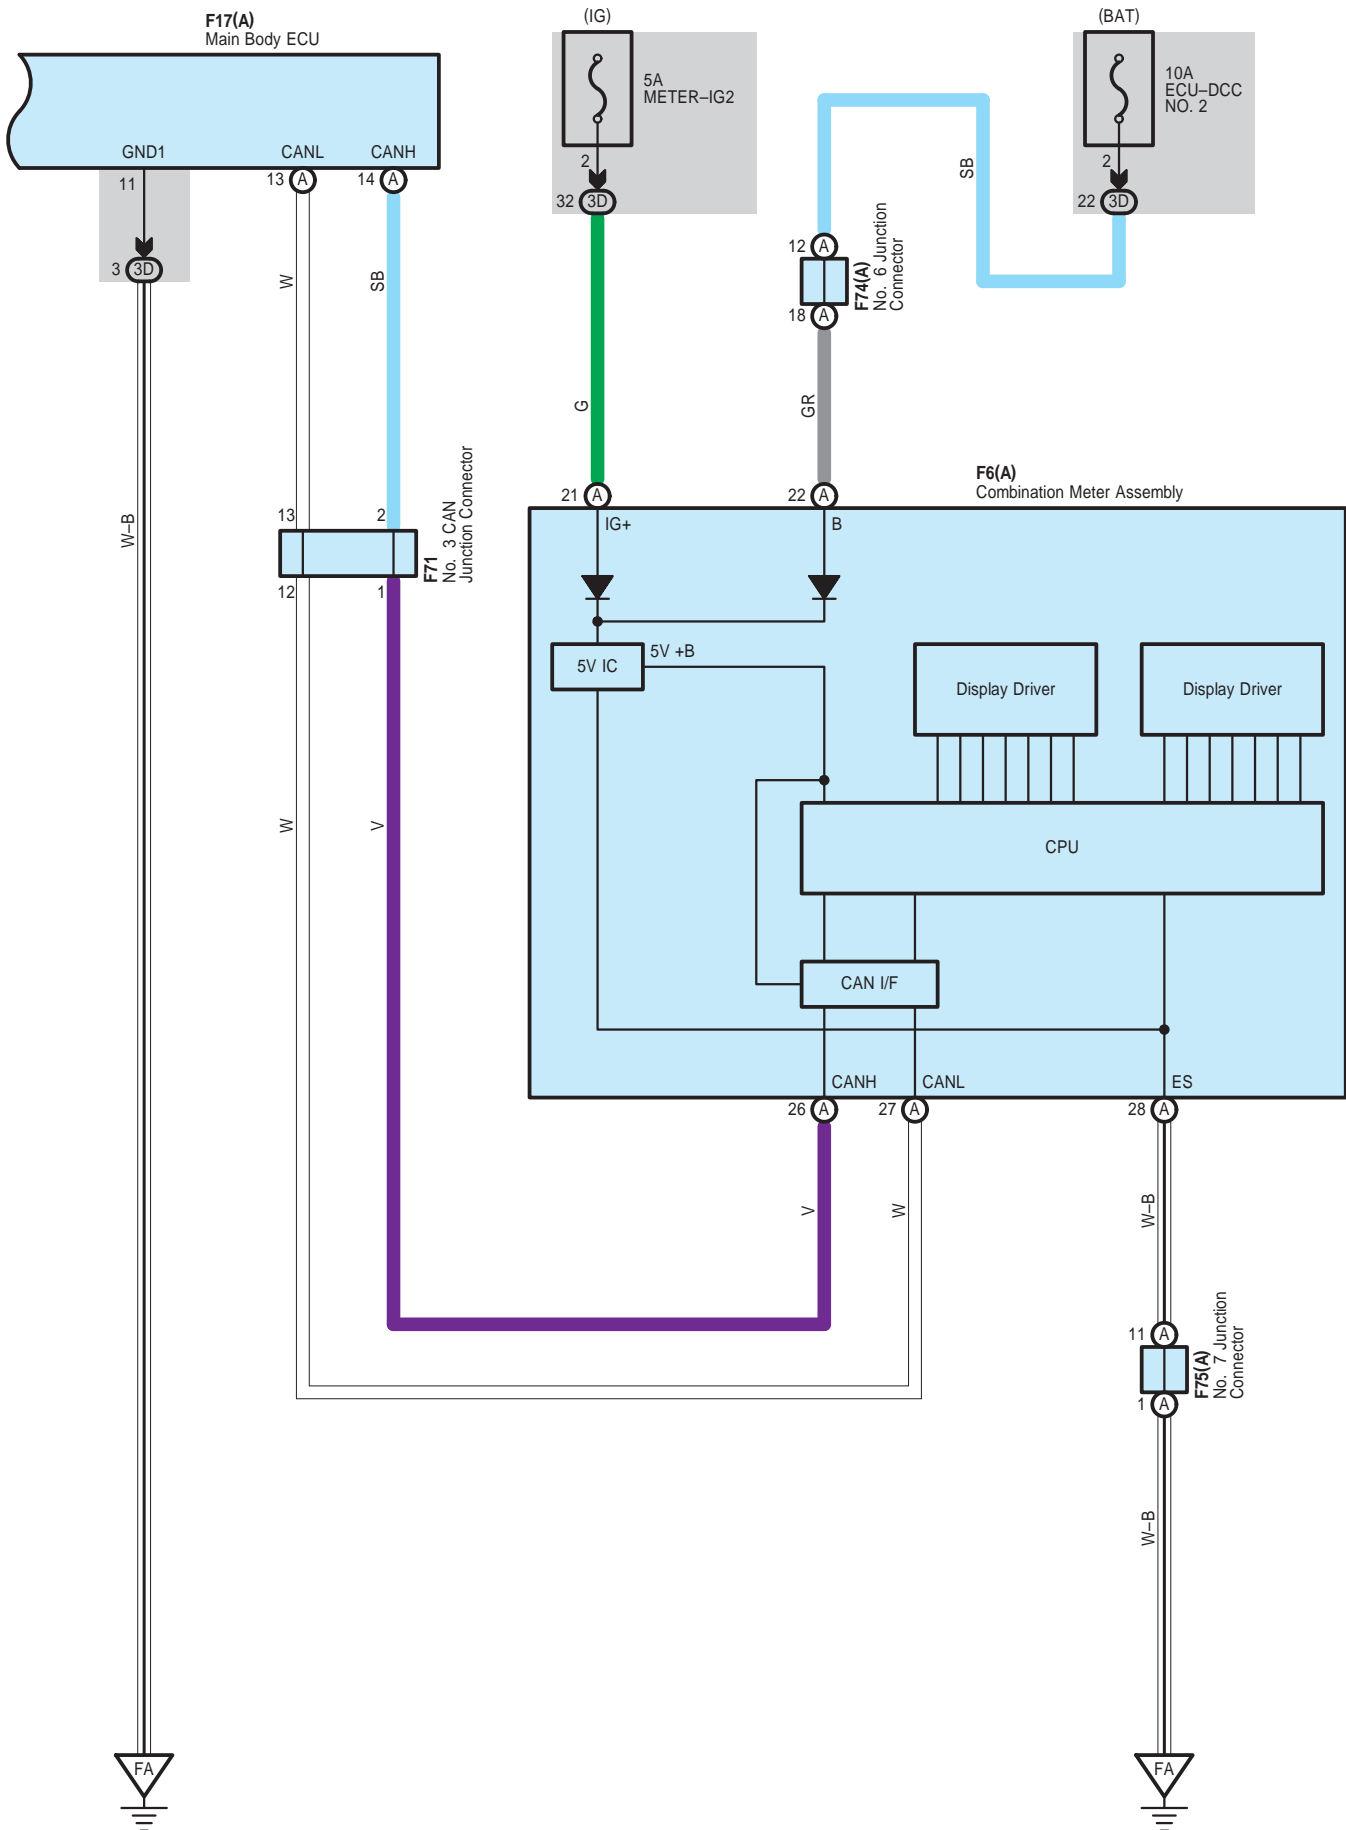 F17(A)
Main Body ECU
(IG)
(BAT)
5A
METER–IG2
10A
ECU–DCC
NO. 2
GND1
CANL
CANH
11
13 A
14 A
2
32 3D
2
22 3D
3 3D
W
SB
SB
12 A
F74(A)
No. 6 Junction
Connector
18 A
G
GR
W–B
F6(A)
Combination Meter Assembly
21 A
22 A
13
2
F71
No. 3 CAN
Junction Connector
12
1
IG+
B
5V IC
5V +B
Display Driver
Display Driver
W
V
CPU
CAN I/F
CANH
CANL
ES
26 A
27 A
28 A
V
W
W–B
11 A
F75(A)
No. 7 Junction
Connector
1 A
W–B
FA
FA